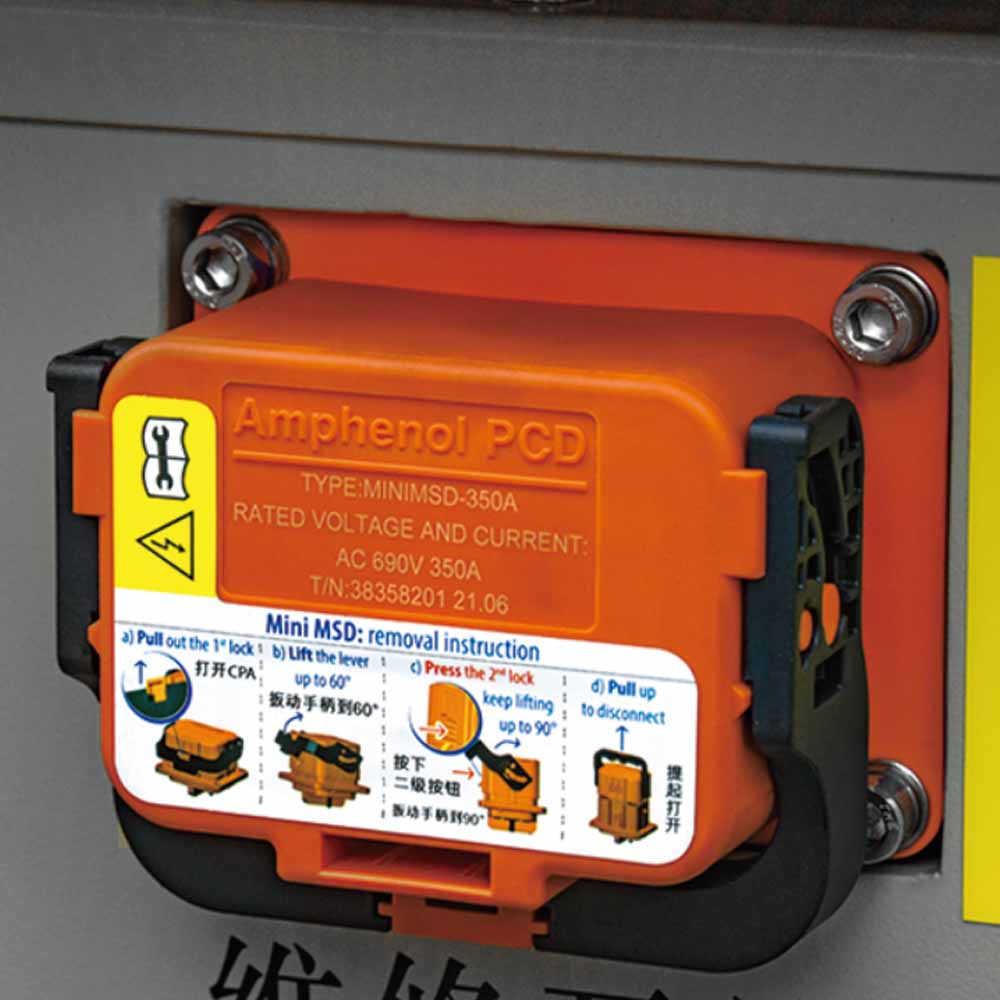 Amphenol PCD
TYPE:MINIMSD-350A
RATED VOLTAGE AND CURRENT:
AC 690V 350A
T/N:38358201 21.06
Mini MSD: removal instruction
a) Pull out the 1st lock
打开CPA
b) Lift the lever
up to 60°
扳动手柄到60°
c) Press the 2nd lock
keep lifting
up to 90°
按下
二级按钮
扳动手柄到90°
d) Pull up
to disconnect
提起打开